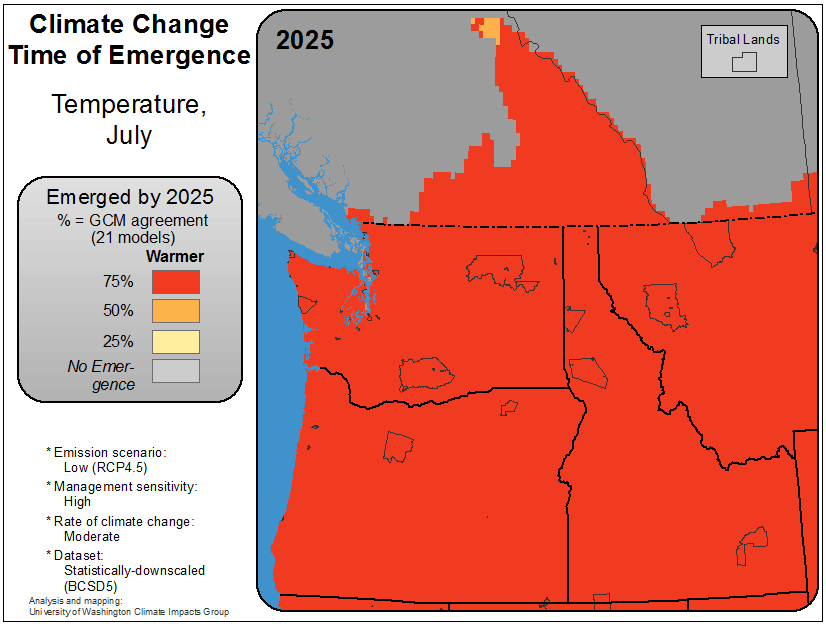 Climate Change
Time of Emergence
Temperature,
July
Emerged by 2025
% = GCM agreement
(21 models)
Warmer
75%
50%
25%
No Emer-
gence
* Emission scenario:
Low (RCP4.5)
* Management sensitivity:
High
* Rate of climate change:
Moderate
* Dataset:
Statistically-downscaled
(BCSD5)
Analysis and mapping:
University of Washington Climate Impacts Group
2025
Tribal Lands